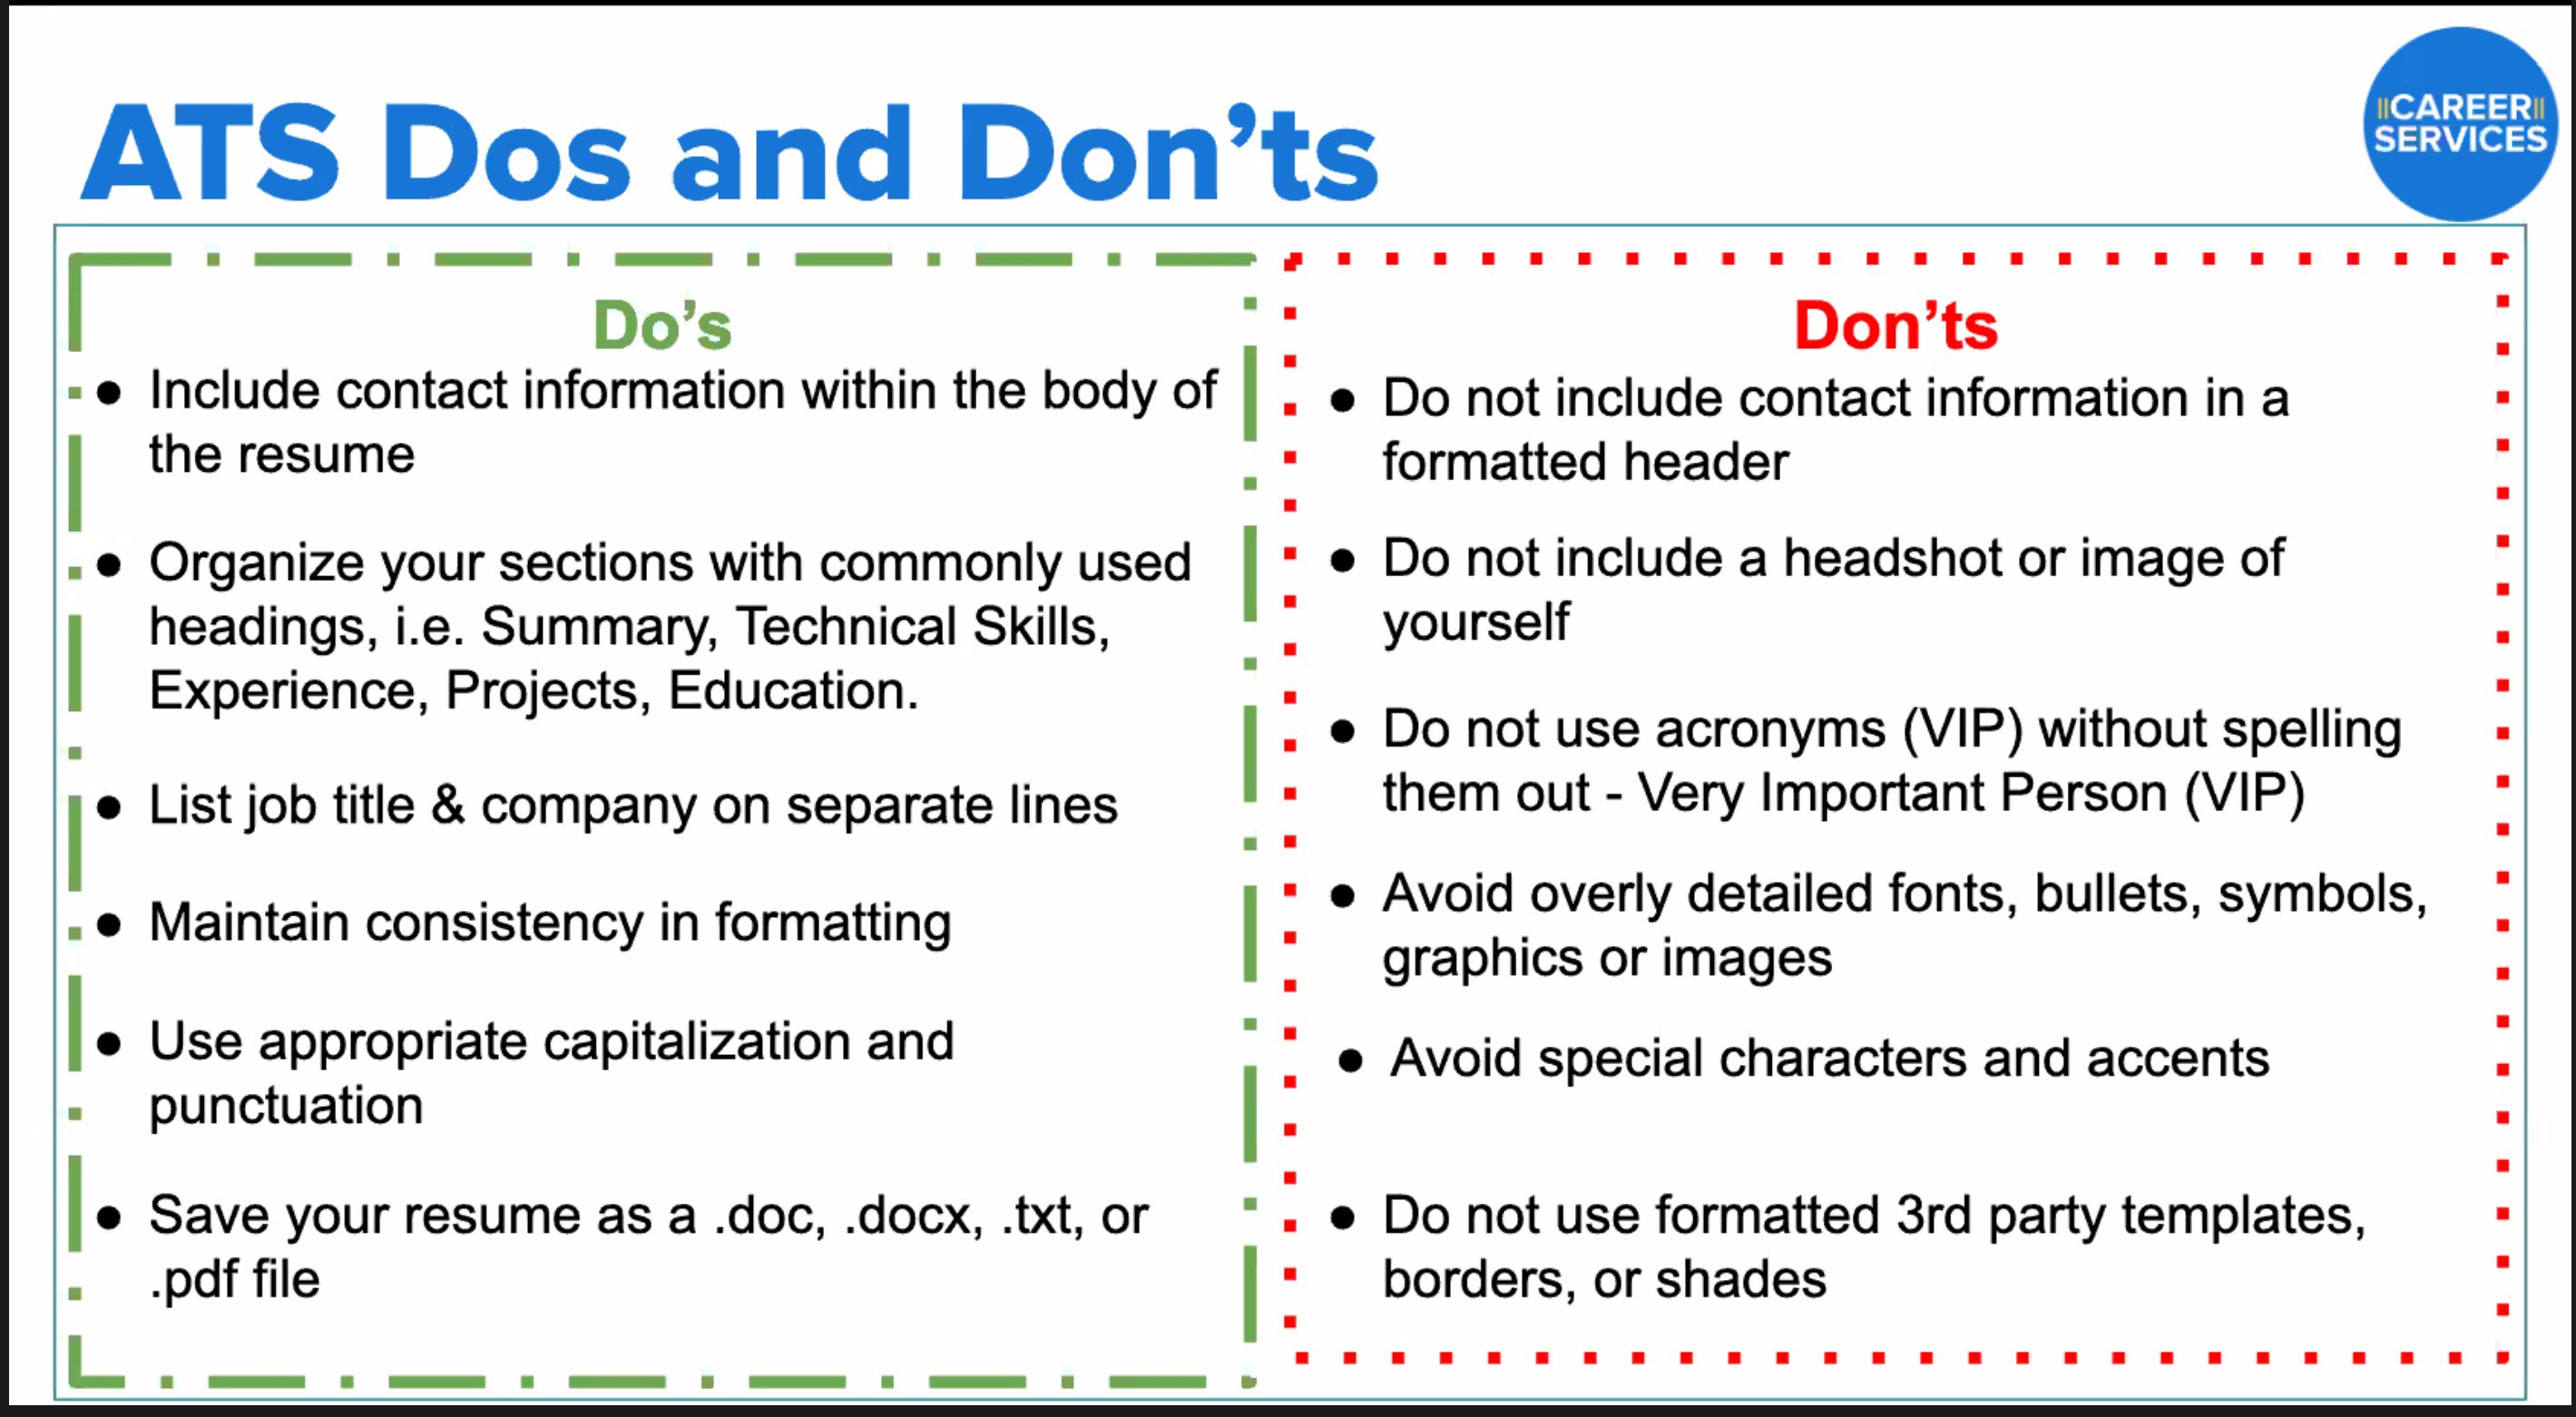 ATS Dos and Don’ts
||CAREER||
SERVICES
Do’s
● Include contact information within the body of
the resume
● Organize your sections with commonly used
headings, i.e. Summary, Technical Skills,
Experience, Projects, Education.
● List job title & company on separate lines
● Maintain consistency in formatting
● Use appropriate capitalization and
punctuation
● Save your resume as a .doc, .docx, .txt, or
.pdf file
Don’ts
● Do not include contact information in a
formatted header
● Do not include a headshot or image of
yourself
● Do not use acronyms (VIP) without spelling
them out - Very Important Person (VIP)
● Avoid overly detailed fonts, bullets, symbols,
graphics or images
● Avoid special characters and accents
● Do not use formatted 3rd party templates,
borders, or shades